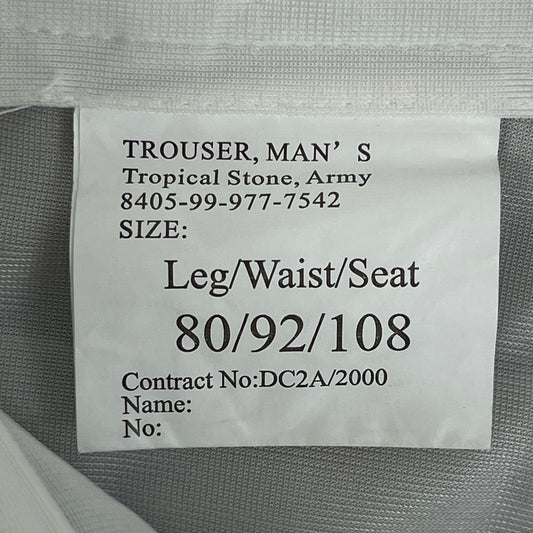 TROUSER, MAN'S
Tropical Stone, Army
8405-99-977-7542
SIZE:
Leg/Waist/Seat
80/92/108
Contract No:DC2A/2000
Name:
No: